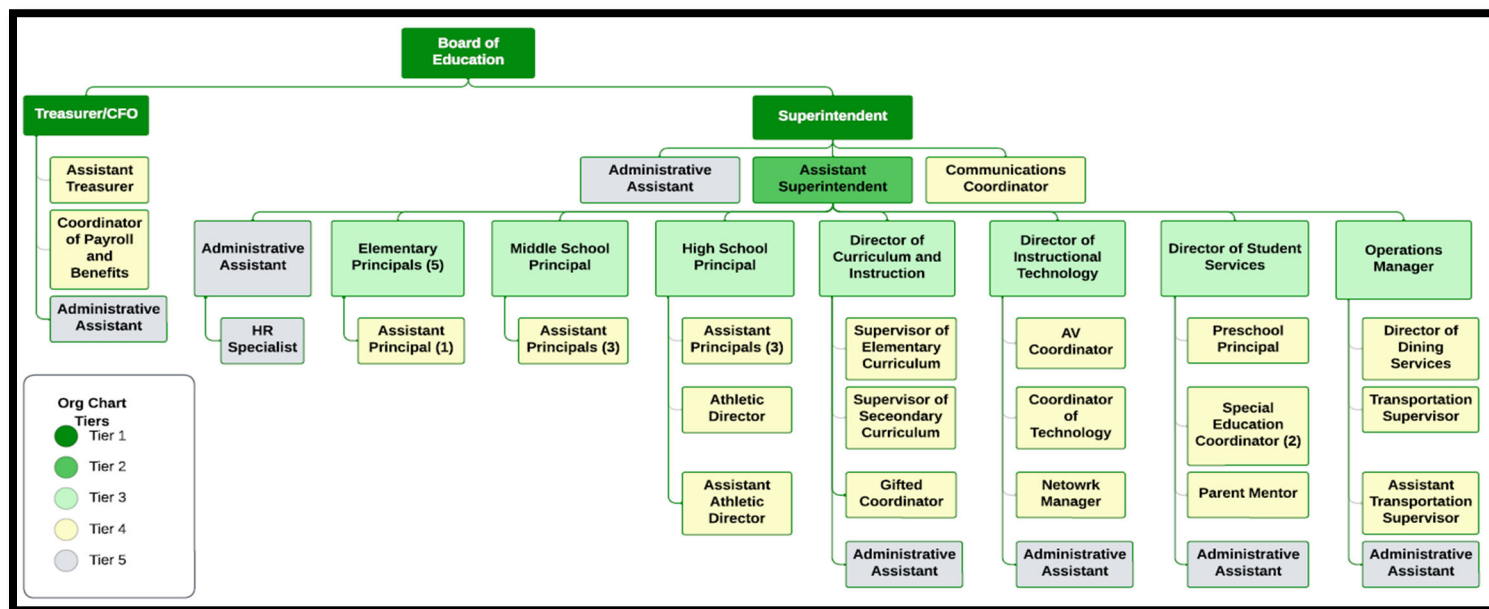 Board of
Education
Treasurer/CFO
Superintendent
Assistant
Treasurer
Administrative
Assistant
Assistant
Superintendent
Communications
Coordinator
Coordinator
of Payroll
and
Benefits
Administrative
Assistant
Administrative
Assistant
Elementary
Principals (5)
Middle School
Principal
High School
Principal
Director of
Curriculum and
Instruction
Director of
Instructional
Technology
Director of Student
Services
Operations
Manager
HR
Specialist
Assistant
Principal (1)
Assistant
Principals (3)
Assistant
Principals (3)
Athletic
Director
Assistant
Athletic
Director
Supervisor of
Elementary
Curriculum
Supervisor of
Seceondary
Curriculum
Gifted
Coordinator
Administrative
Assistant
AV
Coordinator
Coordinator
of
Technology
Netowrk
Manager
Administrative
Assistant
Preschool
Principal
Special
Education
Coordinator (2)
Parent Mentor
Administrative
Assistant
Director of
Dining
Services
Transportation
Supervisor
Assistant
Transportation
Supervisor
Administrative
Assistant
Org Chart
Tiers
Tier 1
Tier 2
Tier 3
Tier 4
Tier 5